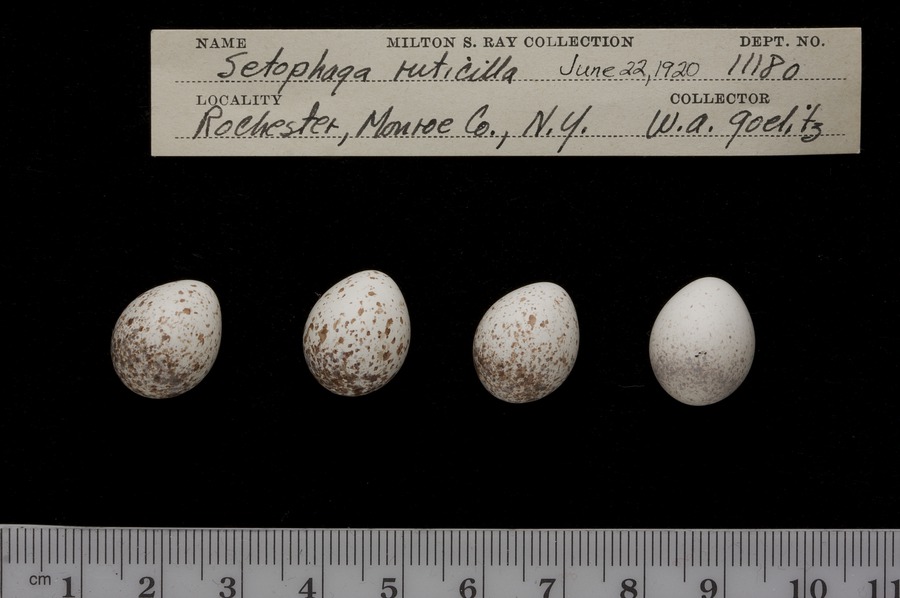 NAME MILTON S. RAY COLLECTION DEPT. NO.
Setophaga ruticilla June 22, 1920 11180
LOCALITY COLLECTOR
Rochester, Monroe Co., N.Y. W.A. Goelitz
cm 1 2 3 4 5 6 7 8 9 10 11